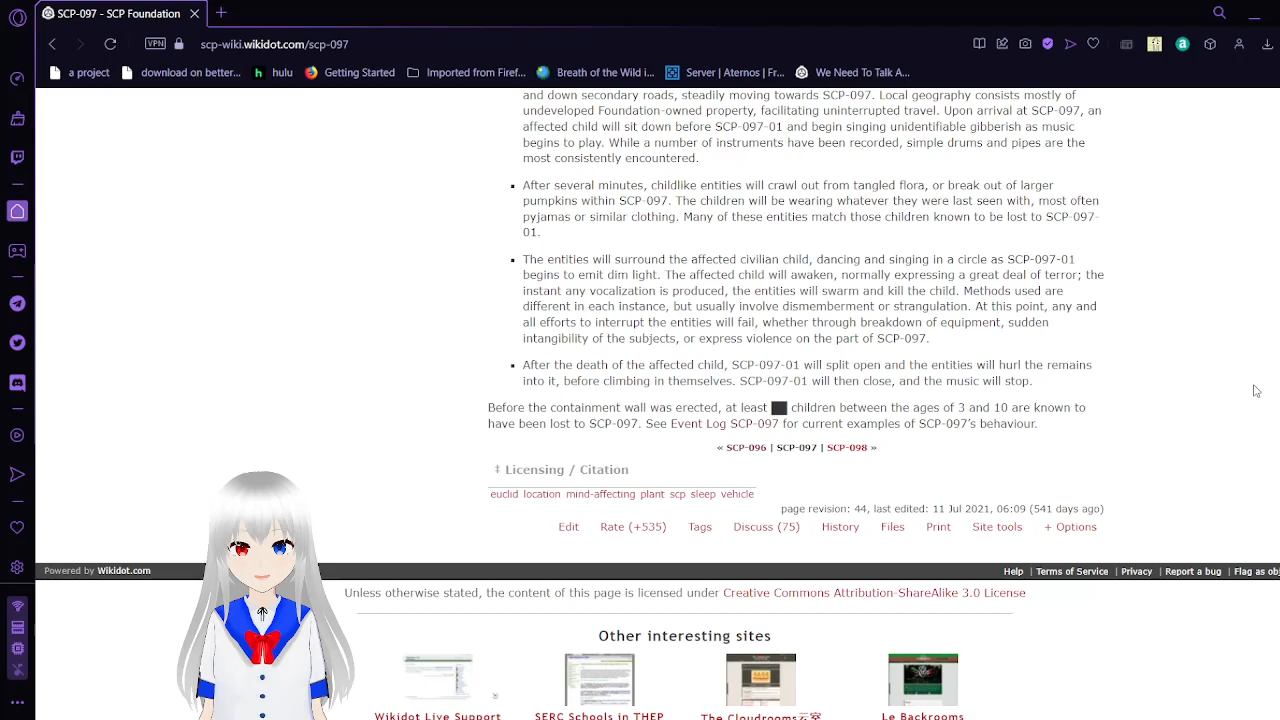 SCP-097 - SCP Foundation
VPN
scp-wiki.wikidot.com/scp-097
a project
download on better...
hulu
Getting Started
Imported from Firef...
Breath of the Wild i...
Server | Aternos | Fr...
We Need To Talk A...
and down secondary roads, steadily moving towards SCP-097. Local geography consists mostly of
undeveloped Foundation-owned property, facilitating uninterrupted travel. Upon arrival at SCP-097, an
affected child will sit down before SCP-097-01 and begin singing unidentifiable gibberish as music
begins to play. While a number of instruments have been recorded, simple drums and pipes are the
most consistently encountered.
After several minutes, childlike entities will crawl out from tangled flora, or break out of larger
pumpkins within SCP-097. The children will be wearing whatever they were last seen with, most often
pyjamas or similar clothing. Many of these entities match those children known to be lost to SCP-097-
01.
The entities will surround the affected civilian child, dancing and singing in a circle as SCP-097-01
begins to emit dim light. The affected child will awaken, normally expressing a great deal of terror; the
instant any vocalization is produced, the entities will swarm and kill the child. Methods used are
different in each instance, but usually involve dismemberment or strangulation. At this point, any and
all efforts to interrupt the entities will fail, whether through breakdown of equipment, sudden
intangibility of the subjects, or express violence on the part of SCP-097.
After the death of the affected child, SCP-097-01 will split open and the entities will hurl the remains
into it, before climbing in themselves. SCP-097-01 will then close, and the music will stop.
Before the containment wall was erected, at least ██ children between the ages of 3 and 10 are known to
have been lost to SCP-097. See Event Log SCP-097 for current examples of SCP-097's behaviour.
« SCP-096 | SCP-097 | SCP-098 »
‡ Licensing / Citation
euclid location mind-affecting plant scp sleep vehicle
page revision: 44, last edited: 11 Jul 2021, 06:09 (541 days ago)
Edit Rate (+535) Tags Discuss (75) History Files Print Site tools + Options
Powered by Wikidot.com
Help | Terms of Service | Privacy | Report a bug | Flag as obj
Unless otherwise stated, the content of this page is licensed under Creative Commons Attribution-ShareAlike 3.0 License
Other interesting sites
Wikidot Live Support
SERC Schools in THEP
The Cloudrooms云室
Le Backrooms